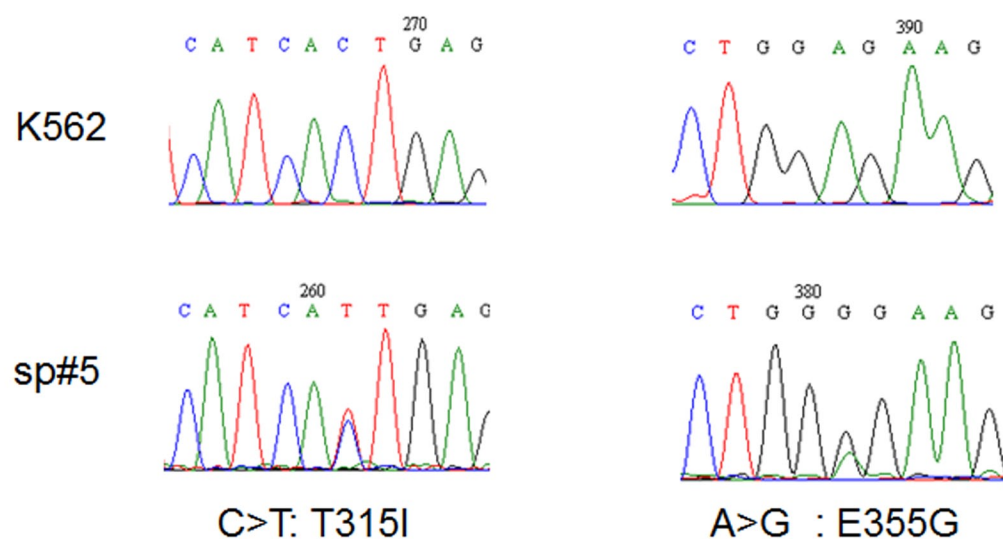 270
C A T C A C T G A G
390
C T G G A G A A G
K562
260
C A T C A T T G A G
380
C T G G G G A A G
sp#5
C>T: T315I
A>G : E355G